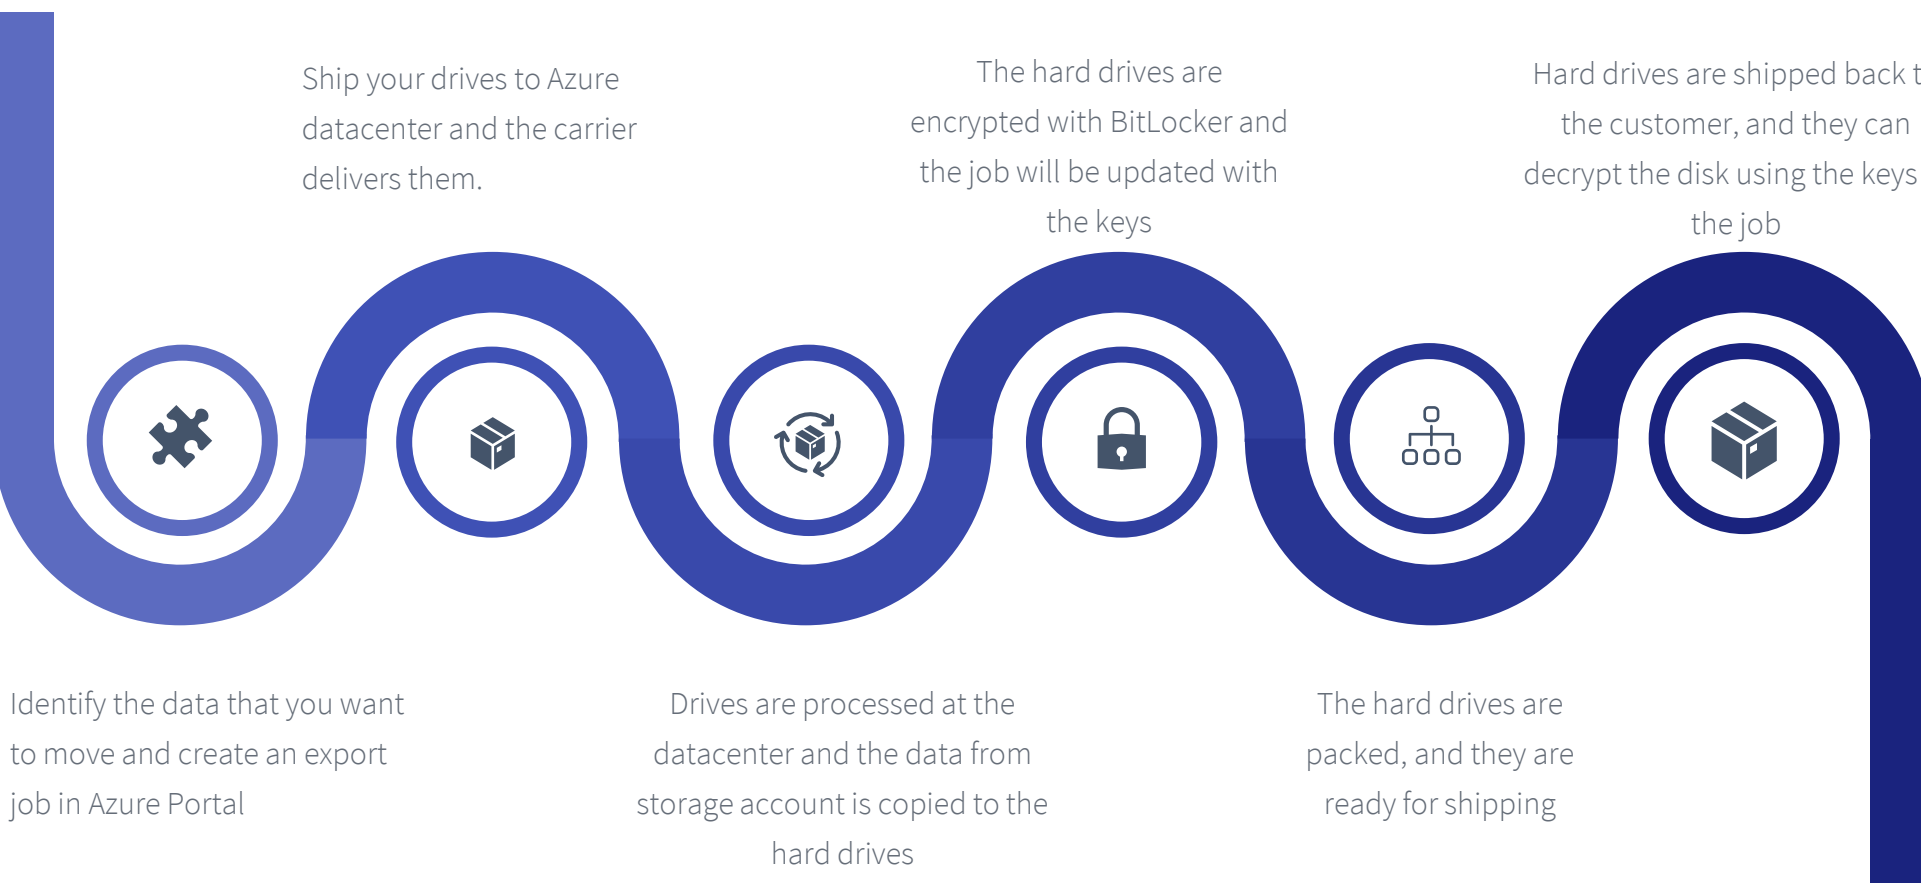 Ship your drives to Azure
datacenter and the carrier
delivers them.
The hard drives are
encrypted with BitLocker and
the job will be updated with
the keys
Hard drives are shipped back
the customer, and they can
decrypt the disk using the keys
the job
Identify the data that you want
to move and create an export
job in Azure Portal
Drives are processed at the
datacenter and the data from
storage account is copied to the
hard drives
The hard drives are
packed, and they are
ready for shipping